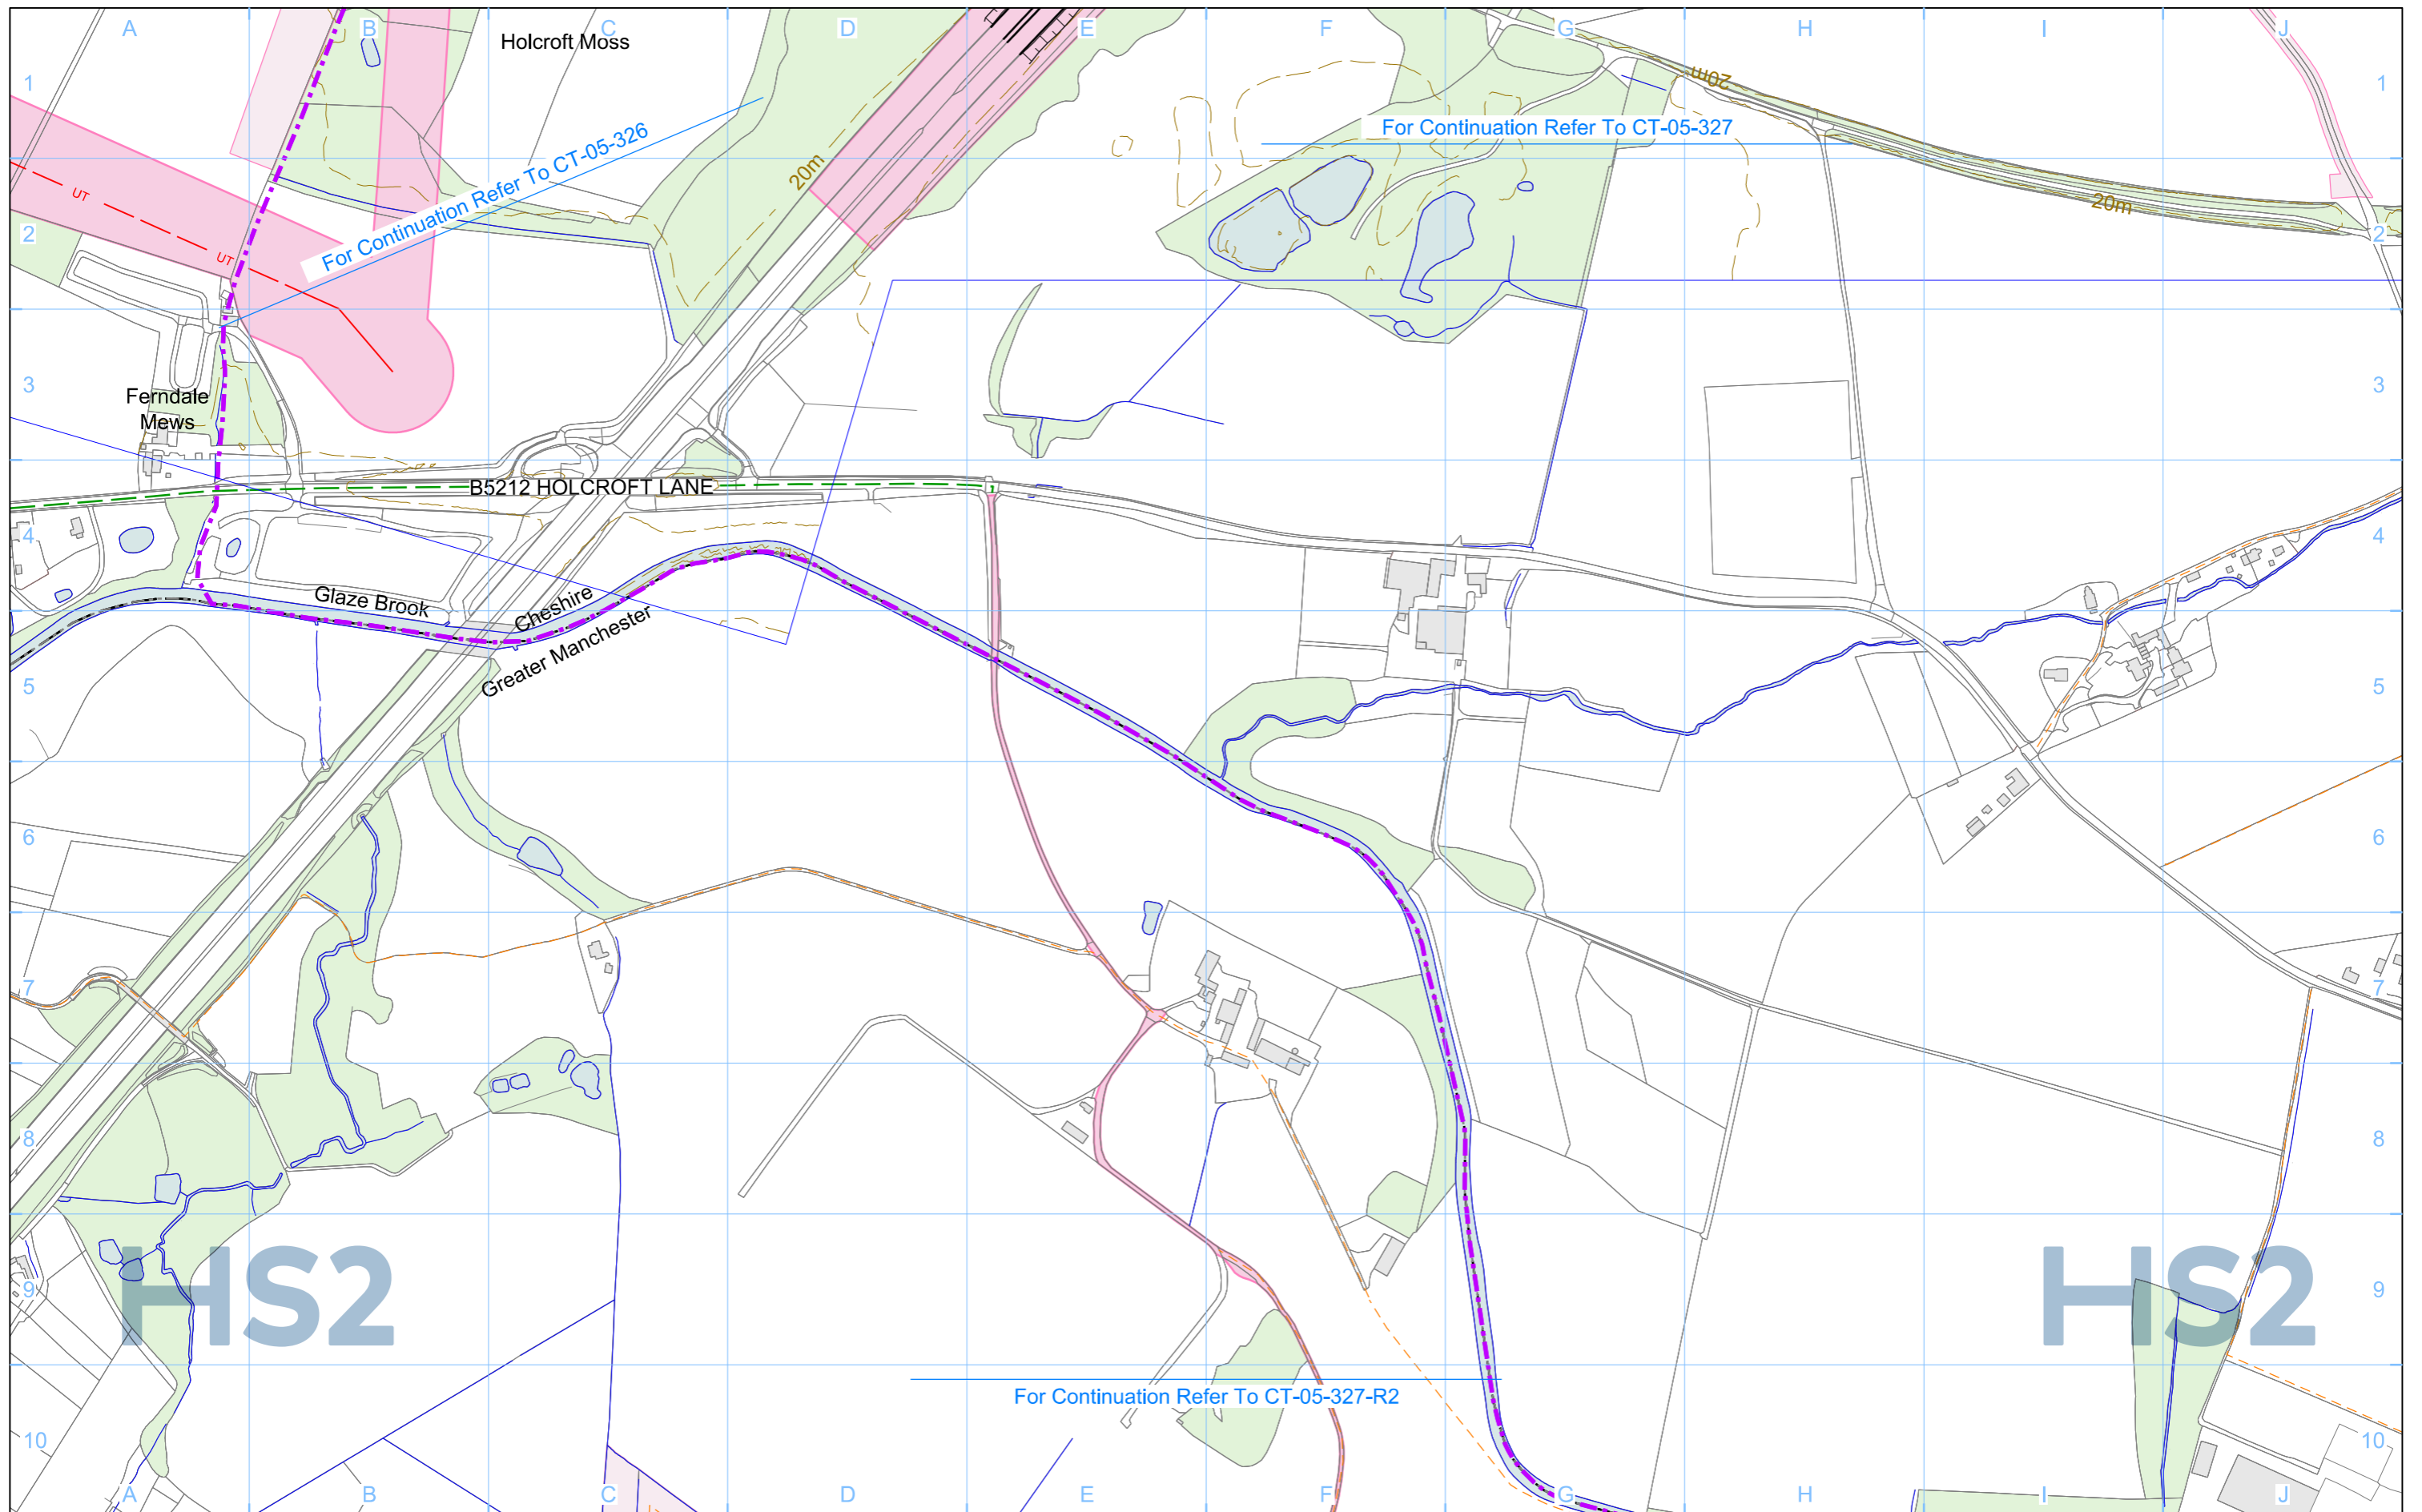 A B C D E F G H I J
Holcroft Moss
1 1
20m
For Continuation Refer To CT-05-327
For Continuation Refer To CT-05-326
20m
UT
20m
2 2
UT
3 3
Ferndale
Mews
B5212 HOLCROFT LANE
4 4
Glaze Brook
Cheshire
Greater Manchester
5 5
6 6
7 7
8 8
9 9
HS2 HS2
For Continuation Refer To CT-05-327-R2
10 10
A B C D E F G H I J